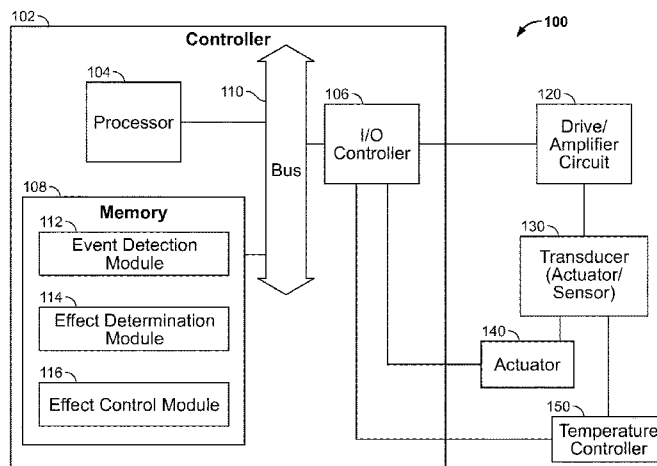 102
Controller
100
104
Processor
110
Bus
106
I/O
Controller
120
Drive/
Amplifier
Circuit
108
Memory
112
Event Detection
Module
114
Effect Determination
Module
116
Effect Control Module
130
Transducer
(Actuator/
Sensor)
140
Actuator
150
Temperature
Controller